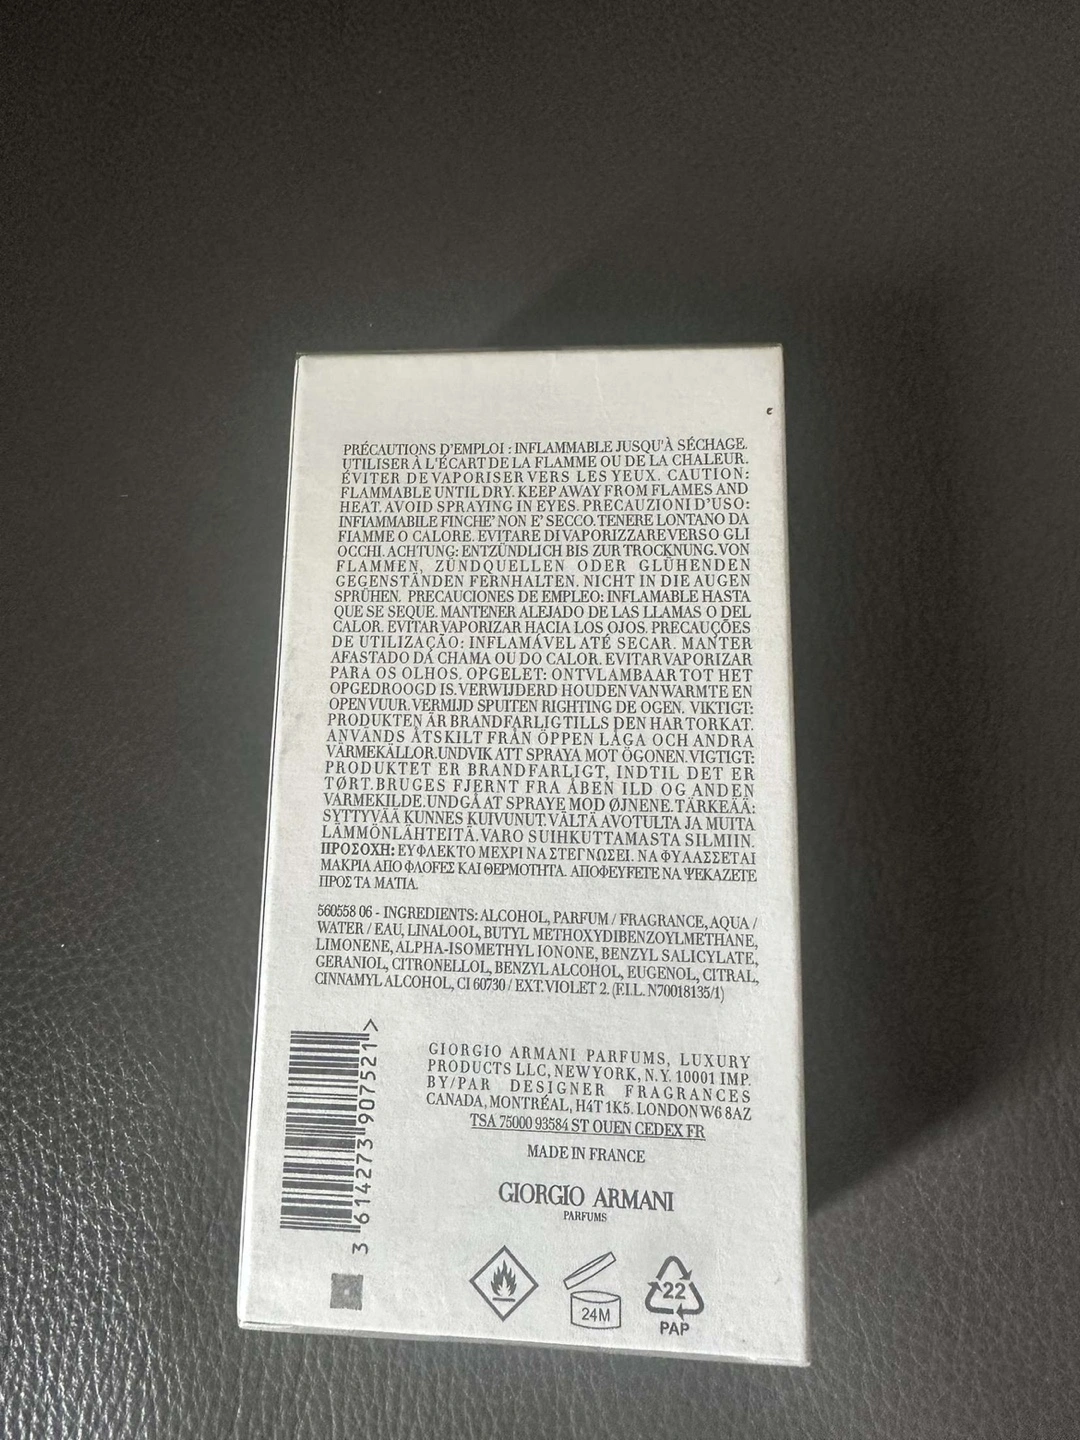 PRÉCAUTIONS D'EMPLOI : INFLAMMABLE JUSQU'À SÉCHAGE.
UTILISER À L'ÉCART DE LA FLAMME OU DE LA CHALEUR.
ÉVITER DE VAPORISER VERS LES YEUX. CAUTION:
FLAMMABLE UNTIL DRY. KEEP AWAY FROM FLAMES AND
HEAT. AVOID SPRAYING IN EYES. PRECAUZIONI D'USO:
INFIAMMABILE FINCHE' NON E' SECCO. TENERE LONTANO DA
FIAMME O CALORE. EVITARE DI VAPORIZZARE VERSO GLI
OCCHI. ACHTUNG: ENTZÜNDLICH BIS ZUR TROCKNUNG. VON
FLAMMEN, ZÜNDQUELLEN ODER GLÜHENDEN
GEGENSTÄNDEN FERNHALTEN. NICHT IN DIE AUGEN
SPRÜHEN. PRECAUCIONES DE EMPLEO: INFLAMABLE HASTA
QUE SE SEQUE. MANTENER ALEJADO DE LAS LLAMAS O DEL
CALOR. EVITAR VAPORIZAR HACIA LOS OJOS. PRECAUÇÕES
DE UTILIZAÇÃO: INFLAMÁVEL ATÉ SECAR. MANTER
AFASTADO DA CHAMA OU DO CALOR. EVITAR VAPORIZAR
PARA OS OLHOS. OPGELET: ONTVLAMBAAR TOT HET
OPGEDROOGD IS. VERWIJDERD HOUDEN VAN WARMTE EN
OPEN VUUR. VERMIJD SPUITEN RIGHTING DE OGEN. VIKTIGT:
PRODUKTEN ÄR BRANDFARLIG TILLS DEN HAR TORKAT.
ANVÄNDS ÅTSKILT FRÅN ÖPPEN LÅGA OCH ANDRA
VÄRMEKÄLLOR. UNDVIK ATT SPRAYA MOT ÖGONEN. VIGTIGT:
PRODUKTET ER BRANDFARLIGT, INDTIL DET ER
TØRT. BRUGES FJERNT FRA ÅBEN ILD OG ANDEN
VARMEKILDE. UNDGÅ AT SPRAYE MOD ØJNENE. TÄRKEÄÄ:
SYTTYVÄÄ KUNNES KUIVUNUT. VÄLTÄ AVOTULTA JA MUITA
LÄMMÖNLÄHTEITÄ. VARO SUIHKUTTAMASTA SILMIIN.
ΠΡΟΣΟΧΗ: ΕΥΦΛΕΚΤΟ ΜΕΧΡΙ ΝΑ ΣΤΕΓΝΩΣΕΙ. ΝΑ ΦΥΛΑΣΣΕΤΑΙ
ΜΑΚΡΙΑ ΑΠΟ ΦΛΟΓΕΣ ΚΑΙ ΘΕΡΜΟΤΗΤΑ. ΑΠΟΦΕΥΓΕΤΕ ΝΑ ΨΕΚΑΖΕΤΕ
ΠΡΟΣ ΤΑ ΜΑΤΙΑ.
560558 06 - INGREDIENTS: ALCOHOL, PARFUM / FRAGRANCE, AQUA /
WATER / EAU, LINALOOL, BUTYL METHOXYDIBENZOYLMETHANE,
LIMONENE, ALPHA-ISOMETHYL IONONE, BENZYL SALICYLATE,
GERANIOL, CITRONELLOL, BENZYL ALCOHOL, EUGENOL, CITRAL,
CINNAMYL ALCOHOL, CI 60730 / EXT. VIOLET 2. (F.I.L. N70018135/1)
GIORGIO ARMANI PARFUMS, LUXURY
PRODUCTS LLC, NEW YORK, N.Y. 10001 IMP.
BY/PAR DESIGNER FRAGRANCES
CANADA, MONTRÉAL, H4T 1K5. LONDON W6 8AZ
TSA 75000 93584 ST OUEN CEDEX FR
MADE IN FRANCE
GIORGIO ARMANI
PARFUMS
3 614273 907521 >
24M
22
PAP